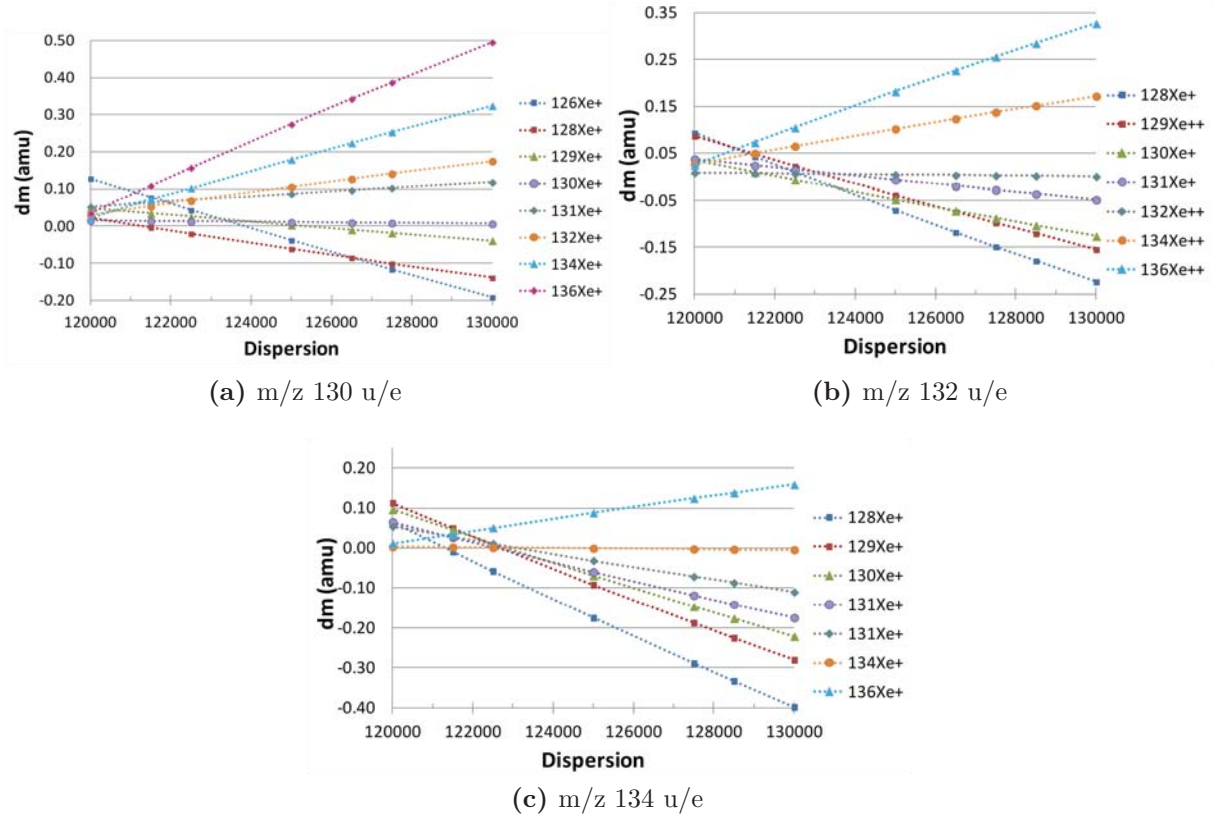 dm (amu)
0.50
0.40
0.30
0.20
0.10
0.00
-0.10
-0.20
120000 122000 124000 126000 128000 130000
Dispersion
126Xe+
128Xe+
129Xe+
130Xe+
131Xe+
132Xe+
134Xe+
136Xe+
(a) m/z 130 u/e
dm (amu)
0.35
0.25
0.15
0.05
-0.05
-0.15
-0.25
120000 122000 124000 126000 128000 130000
Dispersion
128Xe+
129Xe++
130Xe+
131Xe+
132Xe++
134Xe++
136Xe++
(b) m/z 132 u/e
dm (amu)
0.20
0.10
0.00
-0.10
-0.20
-0.30
-0.40
120000 122000 124000 126000 128000 130000
Dispersion
128Xe+
129Xe+
130Xe+
131Xe+
131Xe+
134Xe+
136Xe+
(c) m/z 134 u/e